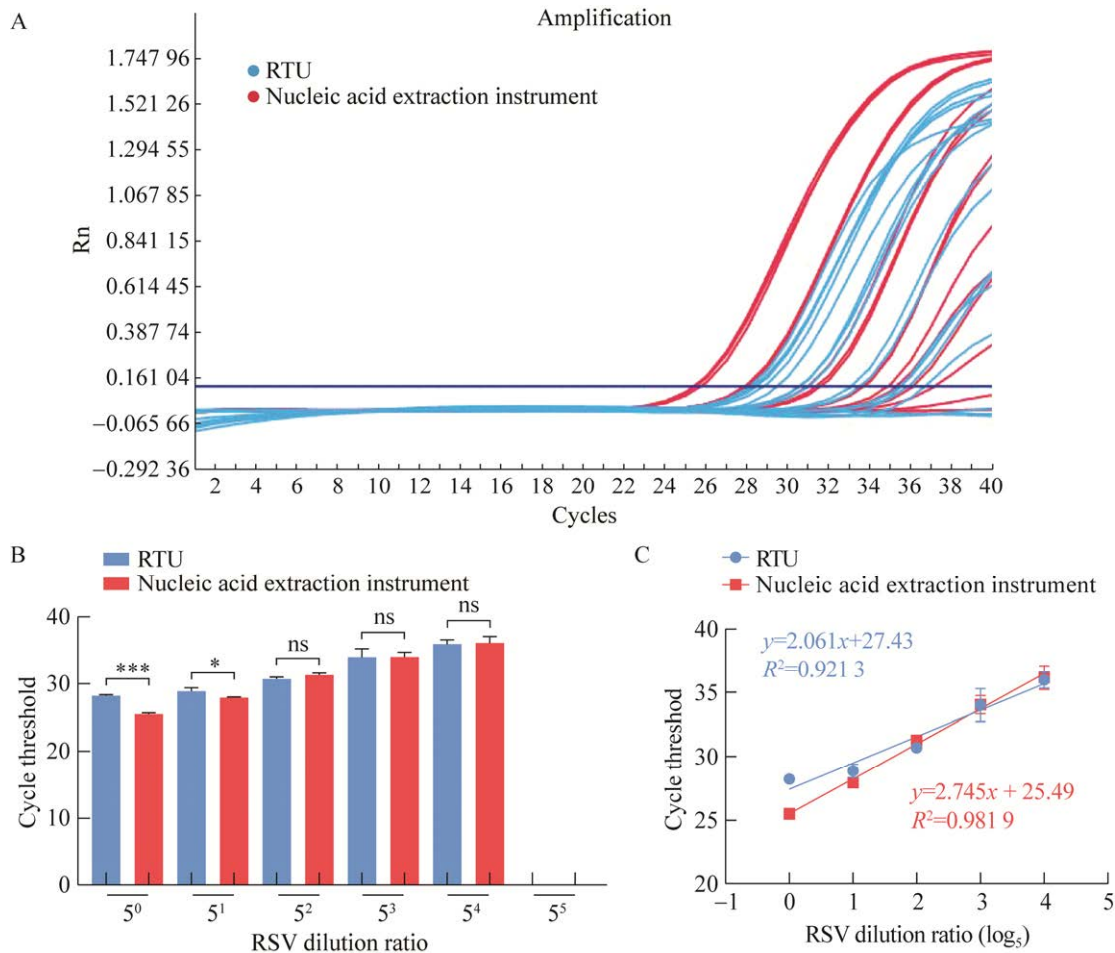 A
Amplification
RTU
Nucleic acid extraction instrument
Rn
1.747 96
1.521 26
1.294 55
1.067 85
0.841 15
0.614 45
0.387 74
0.161 04
−0.065 66
−0.292 36
2 4 6 8 10 12 14 16 18 20 22 24 26 28 30 32 34 36 38 40
Cycles
B
RTU
Nucleic acid extraction instrument
Cycle threshold
40
30
20
10
0
***
*
ns
ns
ns
5⁰ 5¹ 5² 5³ 5⁴ 5⁵
RSV dilution ratio
C
RTU
Nucleic acid extraction instrument
Cycle threshod
40
35
30
25
20
y=2.061x+27.43
R²=0.921 3
y=2.745x + 25.49
R²=0.981 9
−1 0 1 2 3 4 5
RSV dilution ratio (log₅)